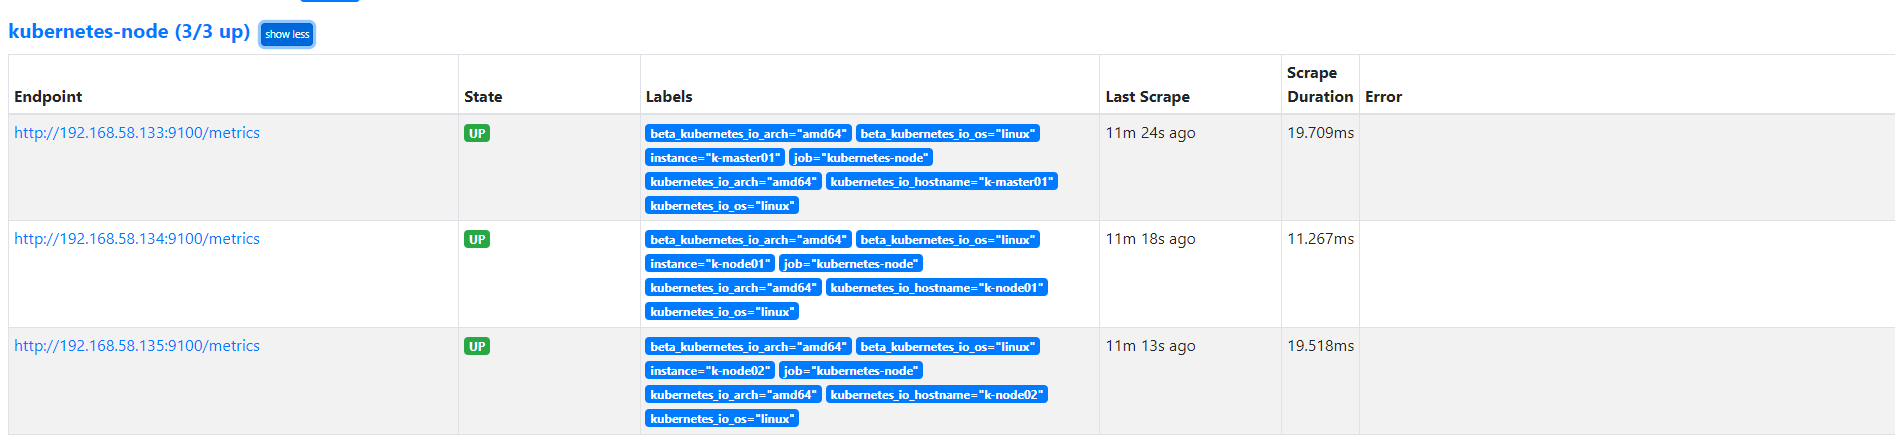 kubernetes-node (3/3 up) show less
Endpoint State Labels Last Scrape Scrape Duration Error
http://192.168.58.133:9100/metrics UP beta_kubernetes_io_arch="amd64" beta_kubernetes_io_os="linux" 11m 24s ago 19.709ms
instance="k-master01" job="kubernetes-node"
kubernetes_io_arch="amd64" kubernetes_io_hostname="k-master01"
kubernetes_io_os="linux"
http://192.168.58.134:9100/metrics UP beta_kubernetes_io_arch="amd64" beta_kubernetes_io_os="linux" 11m 18s ago 11.267ms
instance="k-node01" job="kubernetes-node"
kubernetes_io_arch="amd64" kubernetes_io_hostname="k-node01"
kubernetes_io_os="linux"
http://192.168.58.135:9100/metrics UP beta_kubernetes_io_arch="amd64" beta_kubernetes_io_os="linux" 11m 13s ago 19.518ms
instance="k-node02" job="kubernetes-node"
kubernetes_io_arch="amd64" kubernetes_io_hostname="k-node02"
kubernetes_io_os="linux"